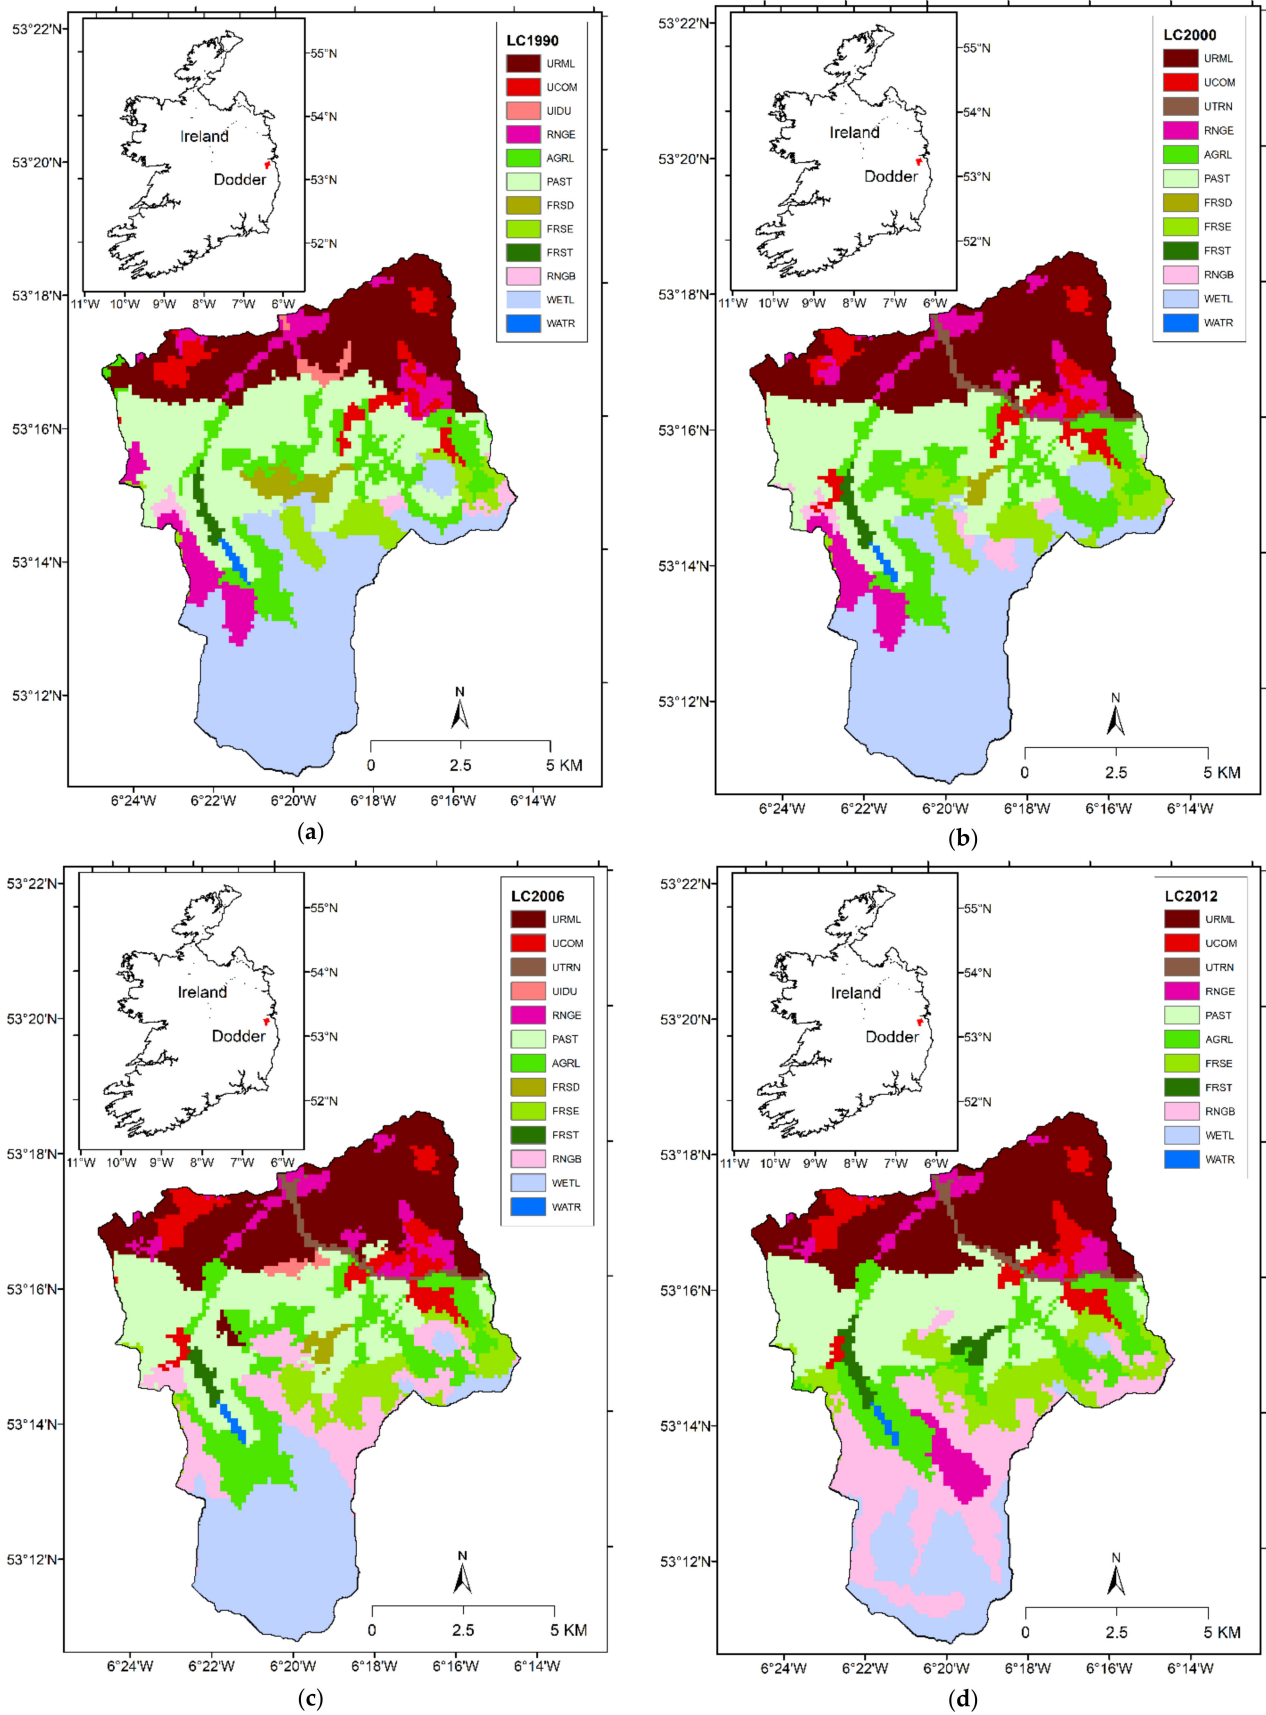 53°22'N
53°20'N
53°18'N
53°16'N
53°14'N
53°12'N
55°N
54°N
53°N
52°N
Ireland
Dodder
11°W 10°W 9°W 8°W 7°W 6°W
LC1990
URML
UCOM
UIDU
RNGE
AGRL
PAST
FRSD
FRSE
FRST
RNGB
WETL
WATR
N
0 2.5 5 KM
6°24'W 6°22'W 6°20'W 6°18'W 6°16'W 6°14'W
(a)
53°22'N
53°20'N
53°18'N
53°16'N
53°14'N
53°12'N
55°N
54°N
53°N
52°N
Ireland
Dodder
11°W 10°W 9°W 8°W 7°W 6°W
LC2000
URML
UCOM
UTRN
RNGE
AGRL
PAST
FRSD
FRSE
FRST
RNGB
WETL
WATR
N
0 2.5 5 KM
6°24'W 6°22'W 6°20'W 6°18'W 6°16'W 6°14'W
(b)
53°22'N
53°20'N
53°18'N
53°16'N
53°14'N
53°12'N
55°N
54°N
53°N
52°N
Ireland
Dodder
11°W 10°W 9°W 8°W 7°W 6°W
LC2006
URML
UCOM
UTRN
UIDU
RNGE
PAST
AGRL
FRSD
FRSE
FRST
RNGB
WETL
WATR
N
0 2.5 5 KM
6°24'W 6°22'W 6°20'W 6°18'W 6°16'W 6°14'W
(c)
53°22'N
53°20'N
53°18'N
53°16'N
53°14'N
53°12'N
55°N
54°N
53°N
52°N
Ireland
Dodder
11°W 10°W 9°W 8°W 7°W 6°W
LC2012
URML
UCOM
UTRN
RNGE
PAST
AGRL
FRSE
FRST
RNGB
WETL
WATR
N
0 2.5 5 KM
6°24'W 6°22'W 6°20'W 6°18'W 6°16'W 6°14'W
(d)